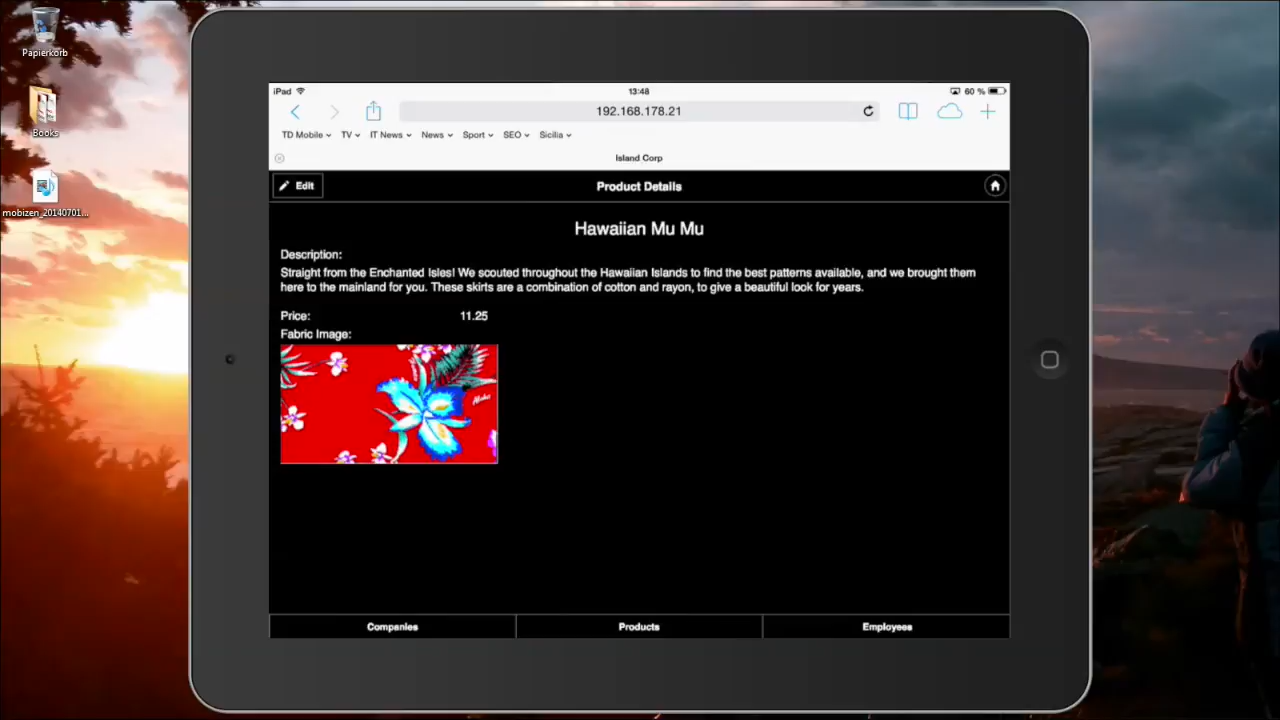 Papierkorb
Books
mobizen_20140701...
iPad
13:48
60 %
192.168.178.21
TD Mobile
TV
IT News
News
Sport
SEO
Sicilia
Island Corp
Edit
Product Details
Hawaiian Mu Mu
Description:
Straight from the Enchanted Isles! We scouted throughout the Hawaiian Islands to find the best patterns available, and we brought them
here to the mainland for you. These skirts are a combination of cotton and rayon, to give a beautiful look for years.
Price: 11.25
Fabric Image:
Aloha
Companies
Products
Employees